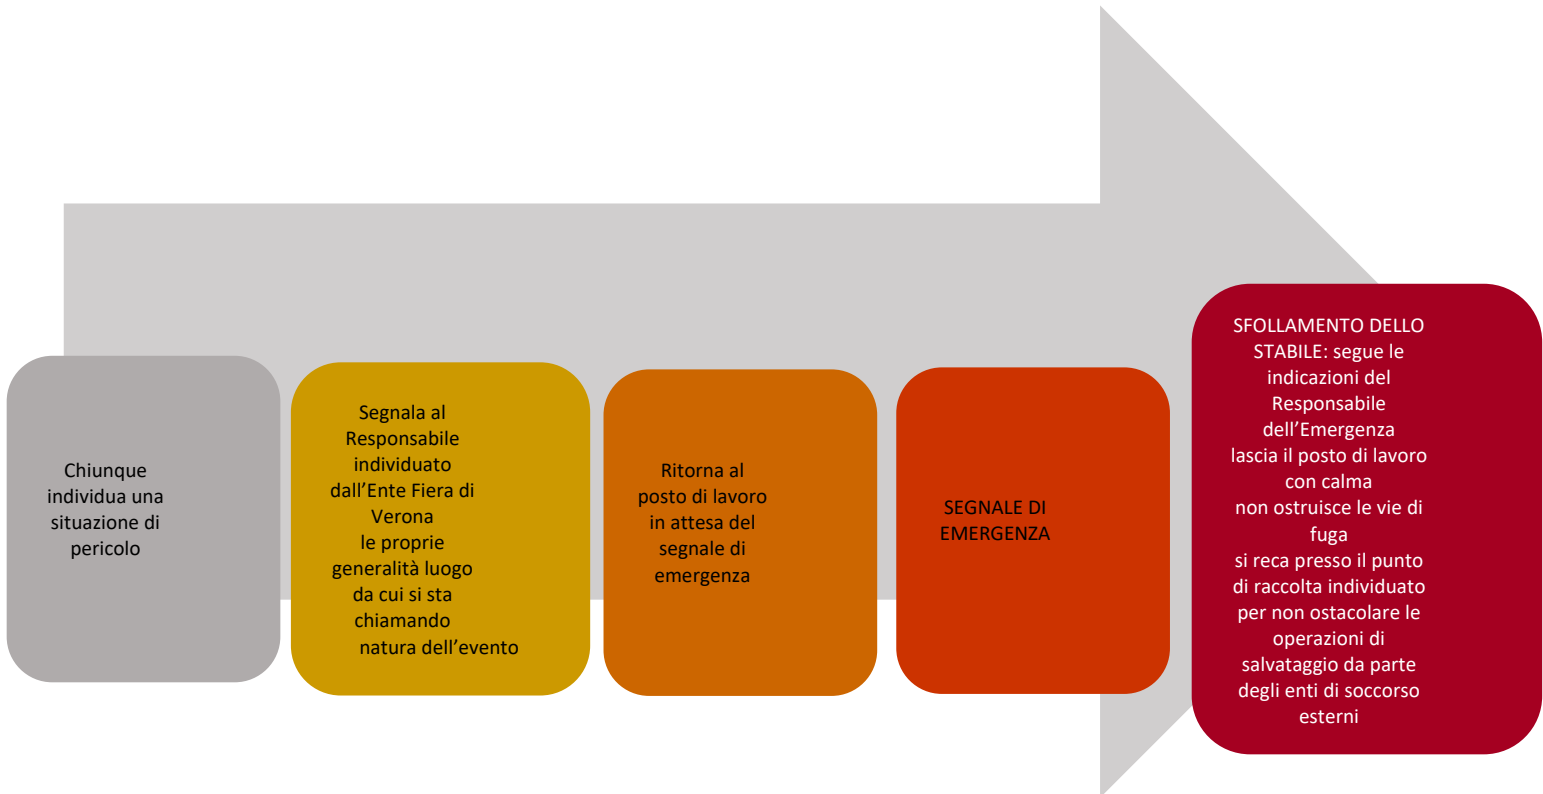 Chiunque
individua una
situazione di
pericolo
Segnala al
Responsabile
individuato
dall’Ente Fiera di
Verona
le proprie
generalità luogo
da cui si sta
chiamando
natura dell’evento
Ritorna al
posto di lavoro
in attesa del
segnale di
emergenza
SEGNALE DI
EMERGENZA
SFOLLAMENTO DELLO
STABILE: segue le
indicazioni del
Responsabile
dell’Emergenza
lascia il posto di lavoro
con calma
non ostruisce le vie di
fuga
si reca presso il punto
di raccolta individuato
per non ostacolare le
operazioni di
salvataggio da parte
degli enti di soccorso
esterni